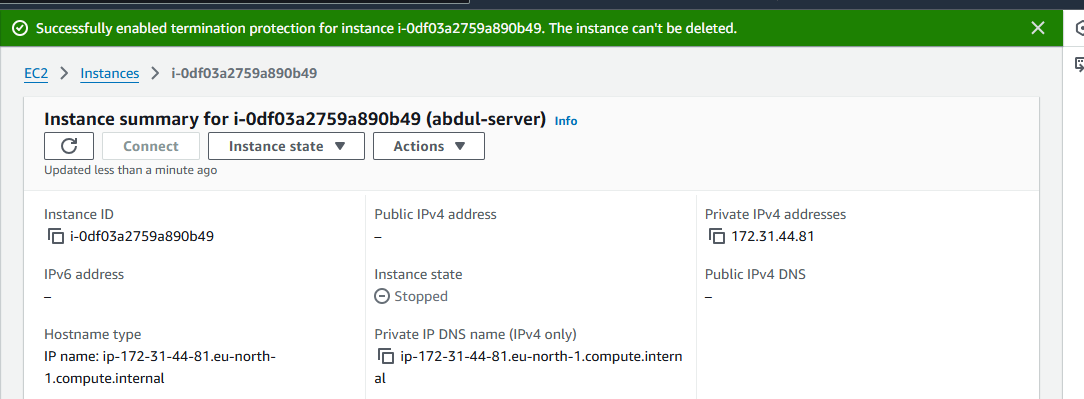 Successfully enabled termination protection for instance i-0df03a2759a890b49. The instance can't be deleted.
EC2 > Instances > i-0df03a2759a890b49
Instance summary for i-0df03a2759a890b49 (abdul-server) Info
Connect Instance state Actions
Updated less than a minute ago
Instance ID
i-0df03a2759a890b49
Public IPv4 address
–
Private IPv4 addresses
172.31.44.81
IPv6 address
–
Instance state
Stopped
Public IPv4 DNS
–
Hostname type
IP name: ip-172-31-44-81.eu-north-
1.compute.internal
Private IP DNS name (IPv4 only)
ip-172-31-44-81.eu-north-1.compute.intern
al